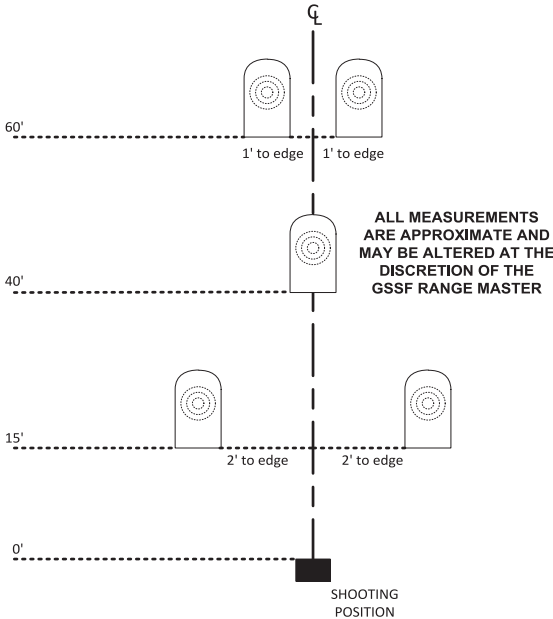 ℄
60'
1' to edge 1' to edge
ALL MEASUREMENTS
ARE APPROXIMATE AND
MAY BE ALTERED AT THE
DISCRETION OF THE
GSSF RANGE MASTER
40'
15'
2' to edge 2' to edge
0'
SHOOTING
POSITION